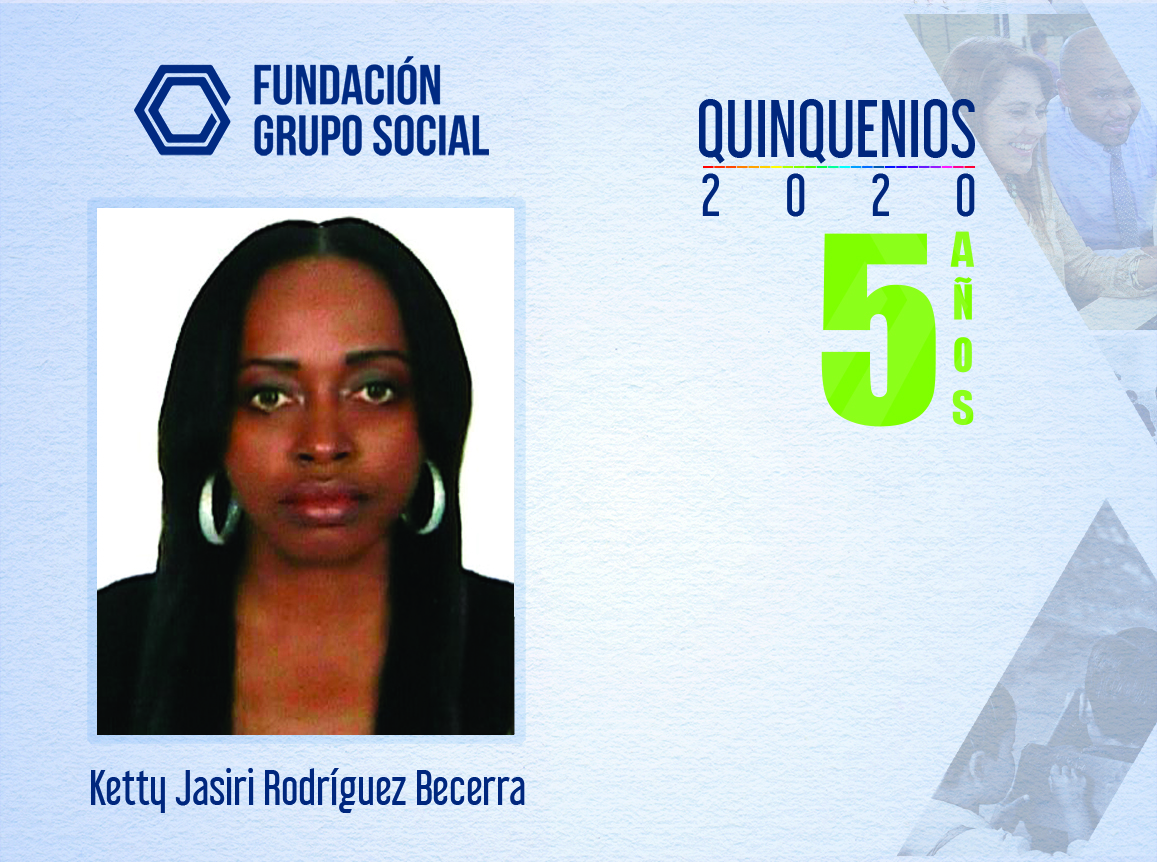 FUNDACIÓN
GRUPO SOCIAL
QUINQUENIOS
2020
5
AÑOS
Ketty Jasiri Rodríguez Becerra